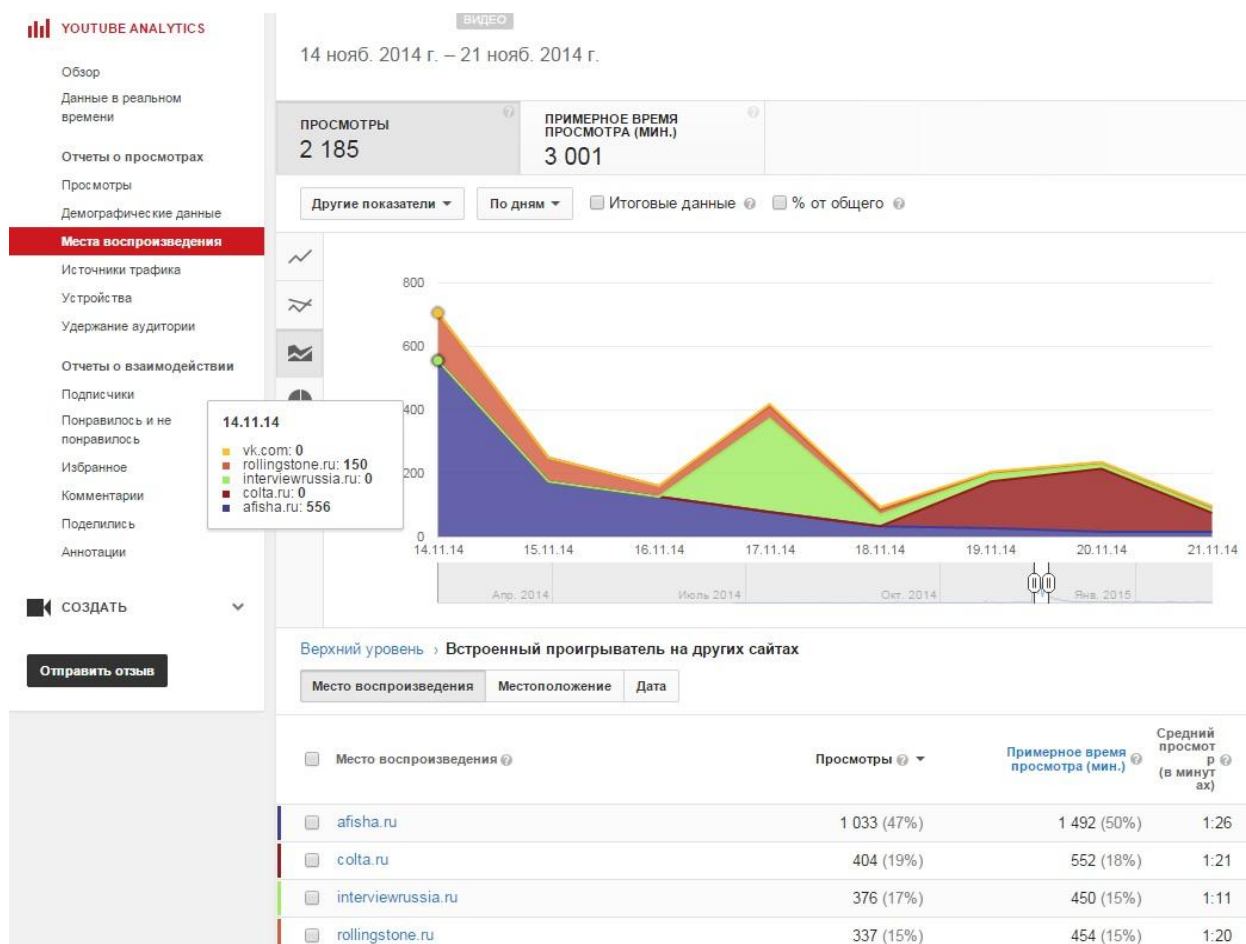 YOUTUBE ANALYTICS
Обзор
Данные в реальном
времени
Отчеты о просмотрах
Просмотры
Демографические данные
Места воспроизведения
Источники трафика
Устройства
Удержание аудитории
Отчеты о взаимодействии
Подписчики
Понравилось и не
понравилось
Избранное
Комментарии
Поделились
Аннотации
СОЗДАТЬ
Отправить отзыв
ВИДЕО
14 нояб. 2014 г. – 21 нояб. 2014 г.
ПРОСМОТРЫ
2 185
ПРИМЕРНОЕ ВРЕМЯ
ПРОСМОТРА (МИН.)
3 001
Другие показатели По дням Итоговые данные % от общего
800
600
400
200
0
14.11.14
vk.com: 0
rollingstone.ru: 150
interviewrussia.ru: 0
colta.ru: 0
afisha.ru: 556
14.11.14 15.11.14 16.11.14 17.11.14 18.11.14 19.11.14 20.11.14 21.11.14
Апр. 2014 Июль 2014 Окт. 2014 Янв. 2015
Верхний уровень › Встроенный проигрыватель на других сайтах
Место воспроизведения Местоположение Дата
Место воспроизведения Просмотры
Примерное время
просмотра (мин.)
Средний
просмот
р
(в минут
ах)
afisha.ru 1 033 (47%) 1 492 (50%) 1:26
colta.ru 404 (19%) 552 (18%) 1:21
interviewrussia.ru 376 (17%) 450 (15%) 1:11
rollingstone.ru 337 (15%) 454 (15%) 1:20